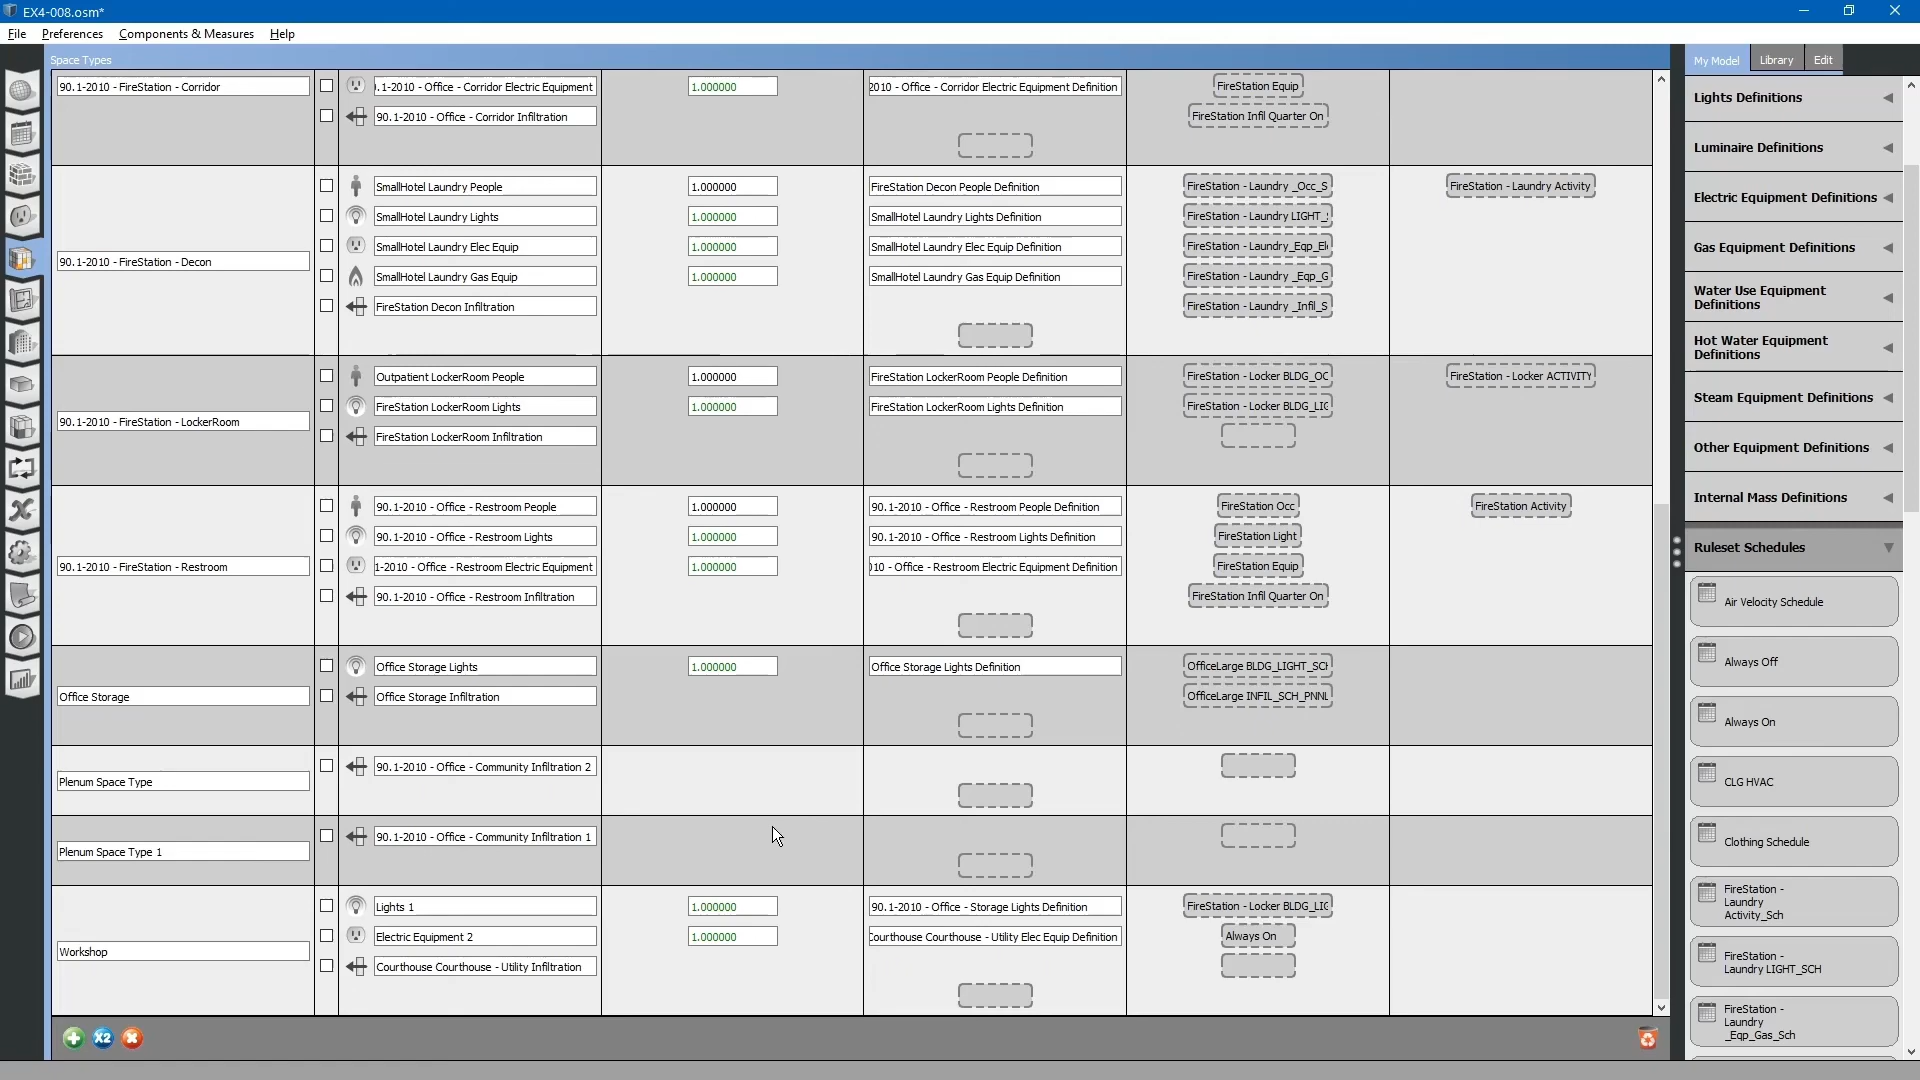 EX4-008.osm*
File Preferences Components & Measures Help
Space Types
My Model Library Edit
90.1-2010 - FireStation - Corridor
).1-2010 - Office - Corridor Electric Equipment 1.000000 2010 - Office - Corridor Electric Equipment Definition FireStation Equip
90.1-2010 - Office - Corridor Infiltration FireStation Infil Quarter On
SmallHotel Laundry People 1.000000 FireStation Decon People Definition FireStation - Laundry _Occ_S FireStation - Laundry Activity
SmallHotel Laundry Lights 1.000000 SmallHotel Laundry Lights Definition FireStation - Laundry LIGHT_
SmallHotel Laundry Elec Equip 1.000000 SmallHotel Laundry Elec Equip Definition FireStation - Laundry_Eqp_El
90.1-2010 - FireStation - Decon
SmallHotel Laundry Gas Equip 1.000000 SmallHotel Laundry Gas Equip Definition FireStation - Laundry _Eqp_G
FireStation Decon Infiltration FireStation - Laundry _Infil_S
Outpatient LockerRoom People 1.000000 FireStation LockerRoom People Definition FireStation - Locker BLDG_OC FireStation - Locker ACTIVITY
FireStation LockerRoom Lights 1.000000 FireStation LockerRoom Lights Definition FireStation - Locker BLDG_LIG
90.1-2010 - FireStation - LockerRoom
FireStation LockerRoom Infiltration
90.1-2010 - Office - Restroom People 1.000000 90.1-2010 - Office - Restroom People Definition FireStation Occ FireStation Activity
90.1-2010 - Office - Restroom Lights 1.000000 90.1-2010 - Office - Restroom Lights Definition FireStation Light
90.1-2010 - FireStation - Restroom
1-2010 - Office - Restroom Electric Equipment 1.000000 010 - Office - Restroom Electric Equipment Definition FireStation Equip
90.1-2010 - Office - Restroom Infiltration FireStation Infil Quarter On
Office Storage Lights 1.000000 Office Storage Lights Definition OfficeLarge BLDG_LIGHT_SCH
Office Storage
Office Storage Infiltration OfficeLarge INFIL_SCH_PNNL
90.1-2010 - Office - Community Infiltration 2
Plenum Space Type
90.1-2010 - Office - Community Infiltration 1
Plenum Space Type 1
Lights 1 1.000000 90.1-2010 - Office - Storage Lights Definition FireStation - Locker BLDG_LIG
Electric Equipment 2 1.000000 Courthouse Courthouse - Utility Elec Equip Definition Always On
Workshop
Courthouse Courthouse - Utility Infiltration
X2
Lights Definitions
Luminaire Definitions
Electric Equipment Definitions
Gas Equipment Definitions
Water Use Equipment
Definitions
Hot Water Equipment
Definitions
Steam Equipment Definitions
Other Equipment Definitions
Internal Mass Definitions
Ruleset Schedules
Air Velocity Schedule
Always Off
Always On
CLG HVAC
Clothing Schedule
FireStation -
Laundry
Activity_Sch
FireStation -
Laundry LIGHT_SCH
FireStation -
Laundry
_Eqp_Gas_Sch